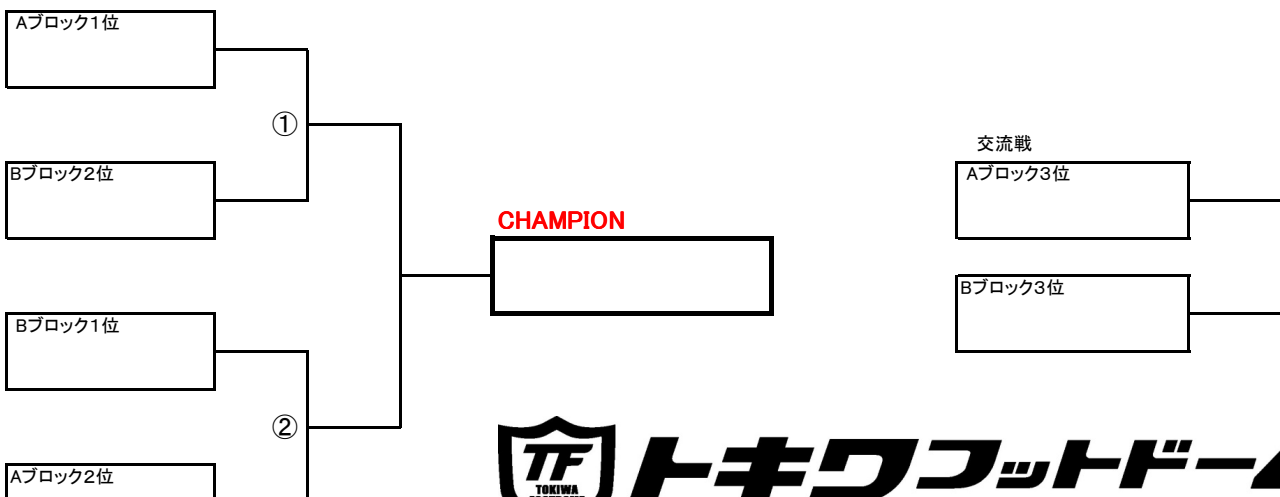 Aブロック1位
①
Bブロック2位
CHAMPION
Bブロック1位
②
Aブロック2位
交流戦
Aブロック3位
Bブロック3位
TF
TOKIWA
トキワフットドーム